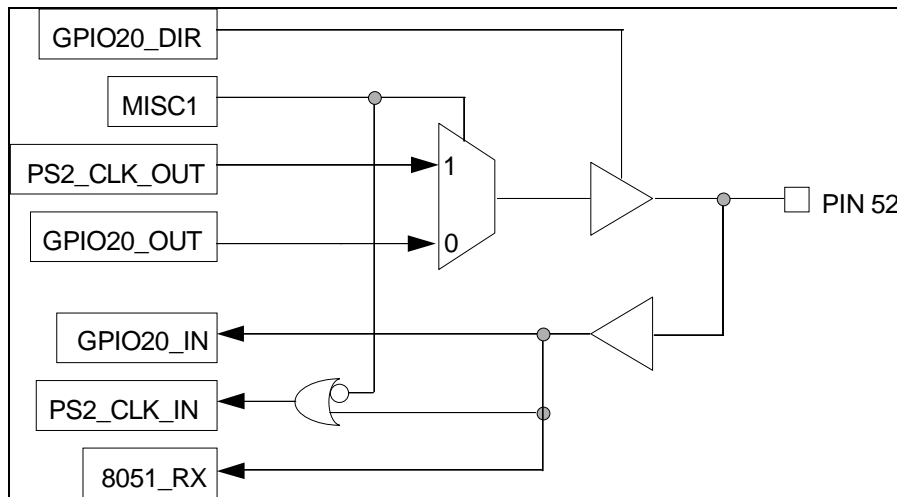 GPIO20_DIR
MISC1
PS2_CLK_OUT
1
PIN 52
GPIO20_OUT
0
GPIO20_IN
PS2_CLK_IN
8051_RX